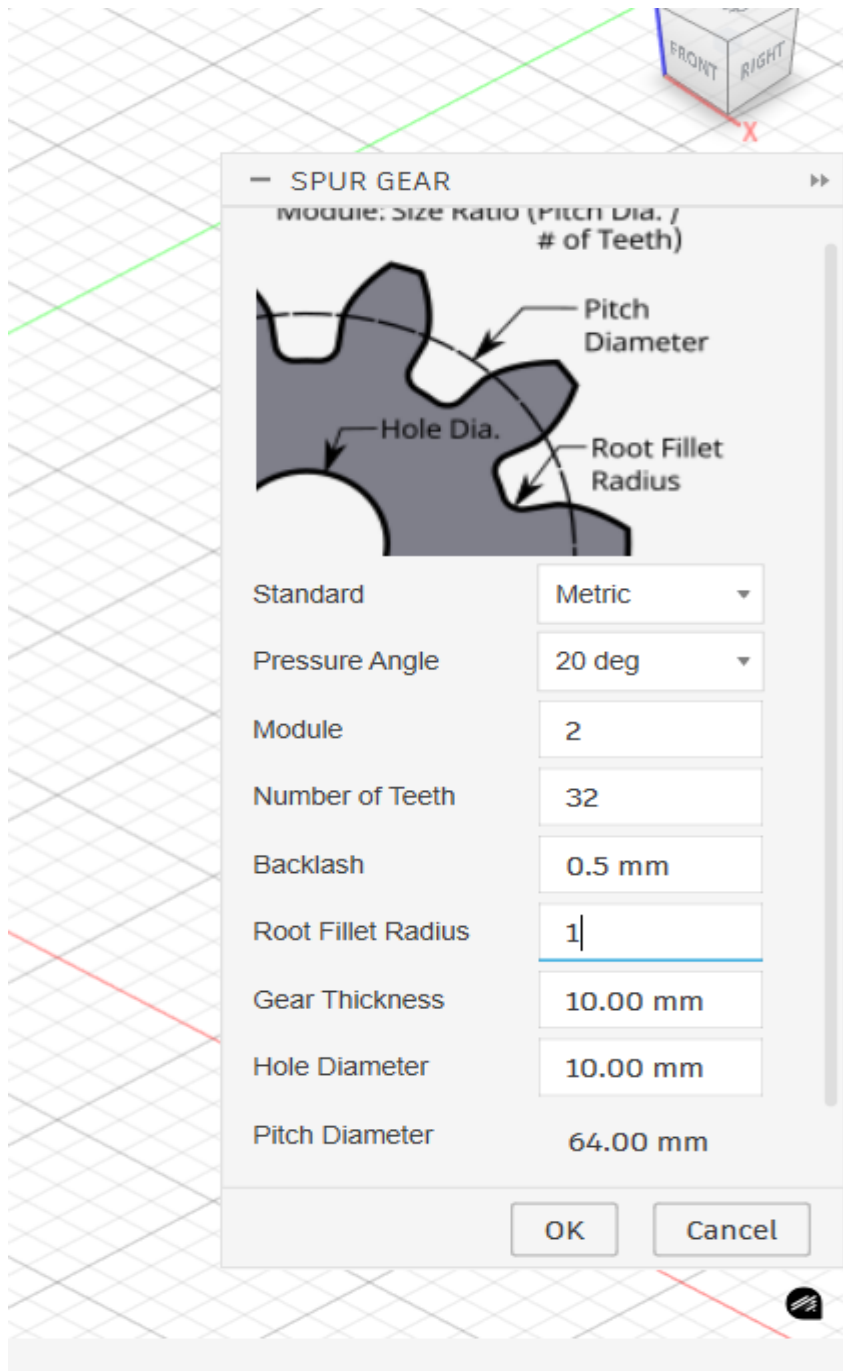 FRONT
RIGHT
X
SPUR GEAR
Module: Size Ratio (Pitch Dia. /
# of Teeth)
Pitch
Diameter
Hole Dia.
Root Fillet
Radius
Standard Metric
Pressure Angle 20 deg
Module 2
Number of Teeth 32
Backlash 0.5 mm
Root Fillet Radius 1
Gear Thickness 10.00 mm
Hole Diameter 10.00 mm
Pitch Diameter 64.00 mm
OK Cancel